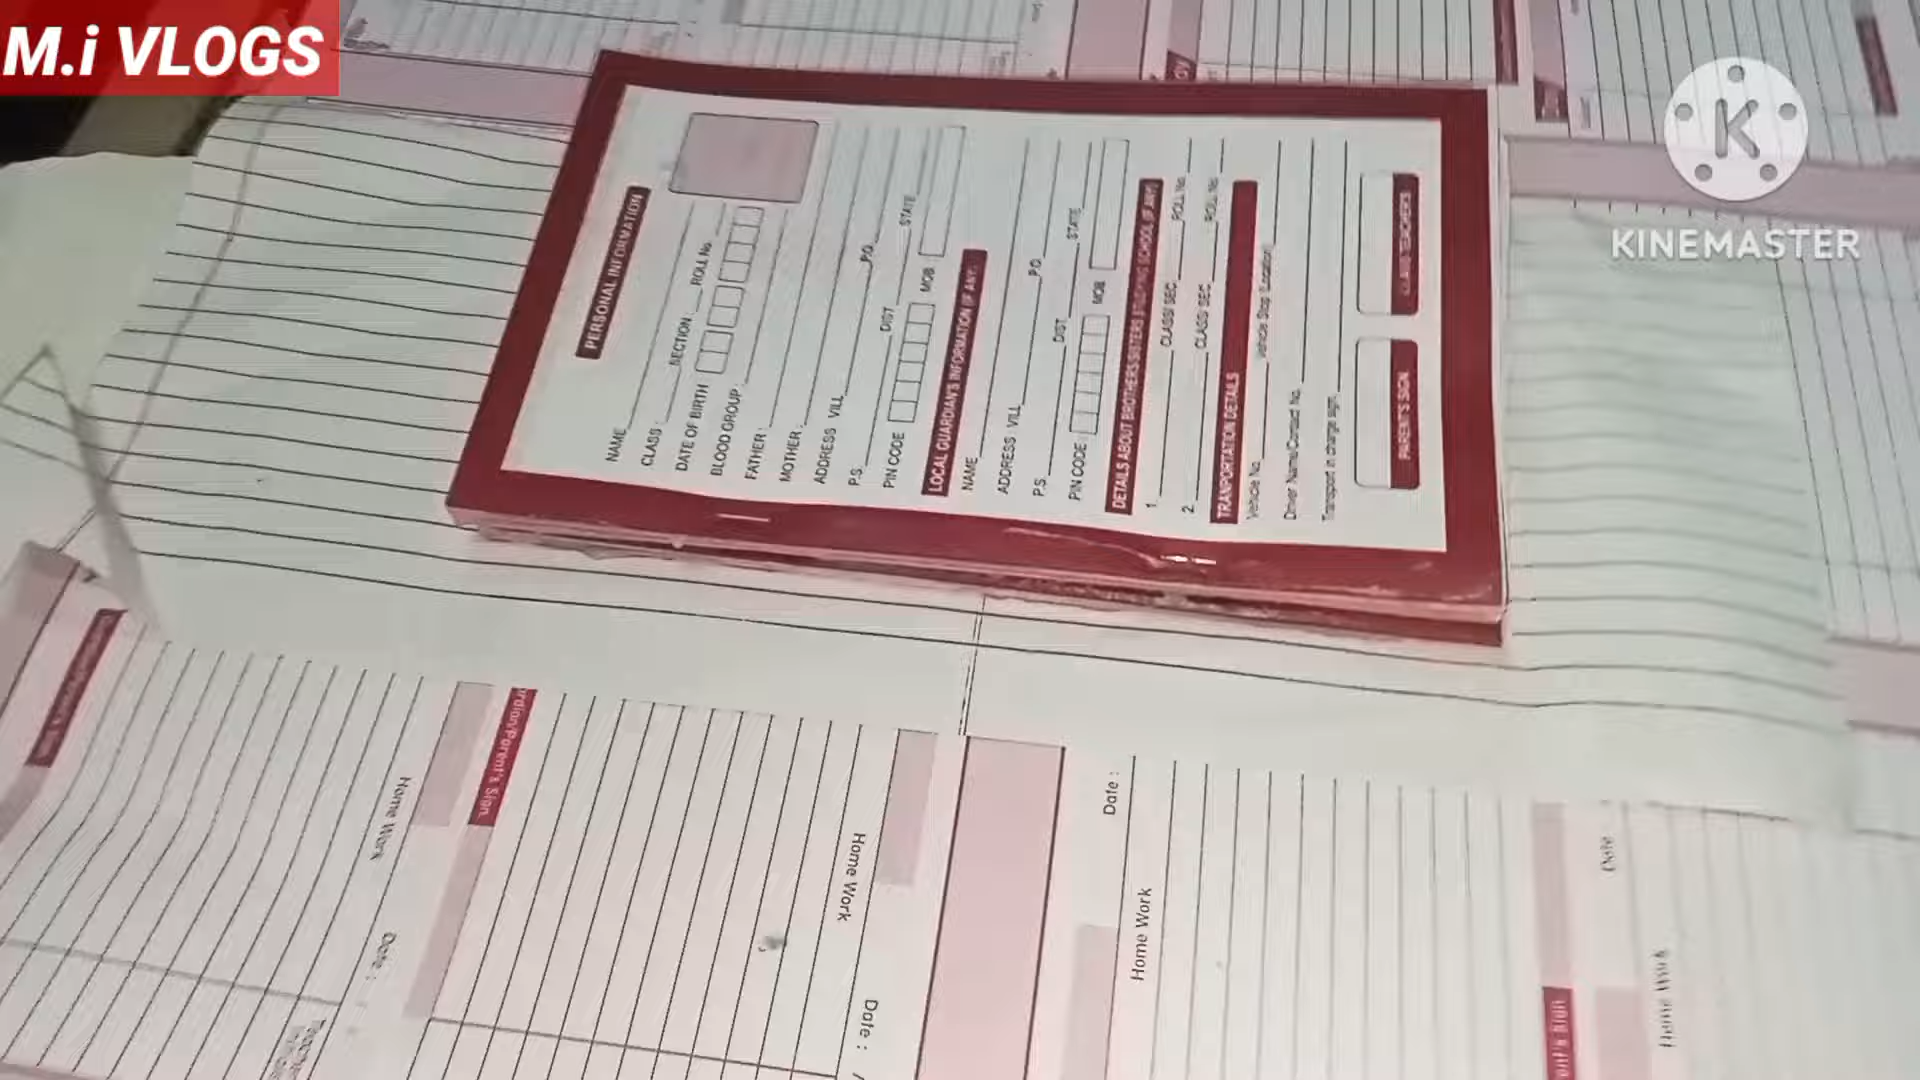 M.i VLOGS
KINEMASTER
PERSONAL INFORMATION
NAME
CLASS : SECTION ROLL No.
DATE OF BIRTH
BLOOD GROUP :
FATHER :
MOTHER :
ADDRESS VILL P.O.
P.S. DIST. STATE
PIN CODE MOB
LOCAL GUARDIAN'S INFORMATION (IF ANY)
NAME
ADDRESS VILL P.O.
P.S. DIST. STATE
PIN CODE MOB
DETAILS ABOUT BROTHERS/SISTERS STUDYING SCHOOL (IF ANY)
1. CLASS/ SEC. ROLL No.
2. CLASS/ SEC. ROLL No.
TRANPORTATION DETAILS
Vehicle No. Vehicle Stop (Location)
Driver Name/Contact No.
Transport in charge sign.
PARENT'S SIGN CLASS TEACHER'S
Home Work
Date :
Parent's Sign.
Home Work
Date :
Date :
Home Work
Date
Home Work